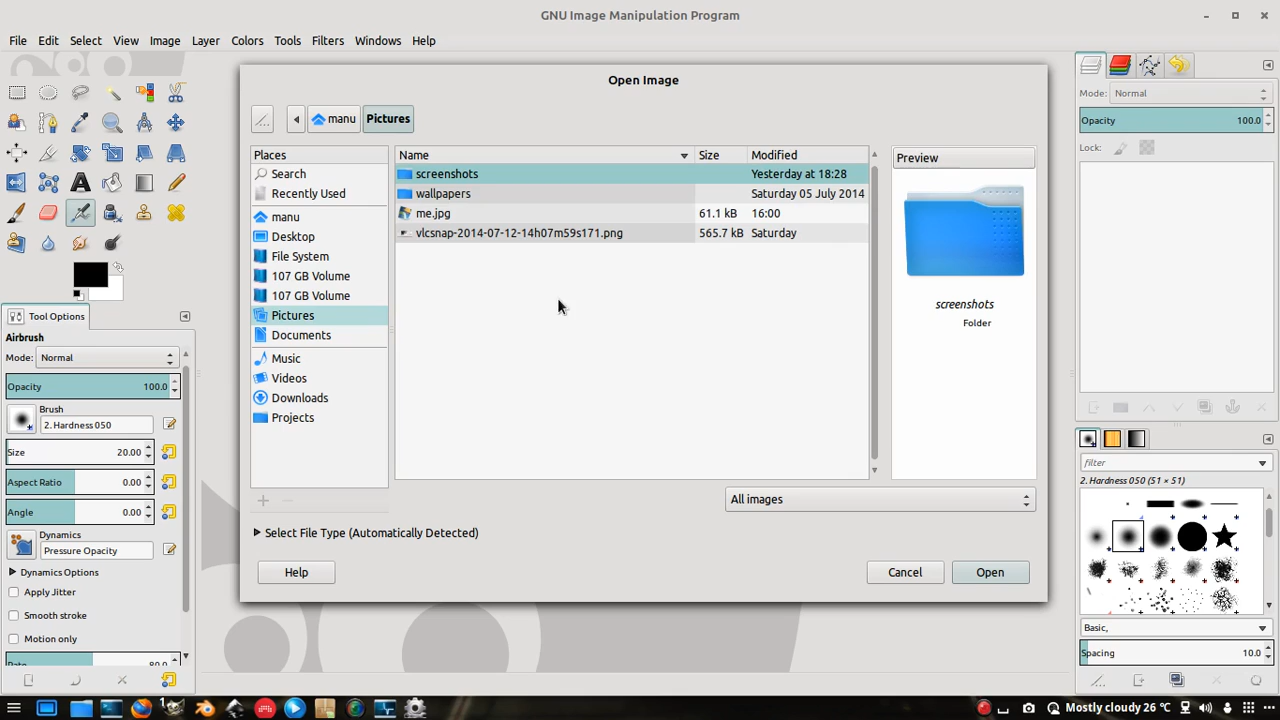 GNU Image Manipulation Program
File Edit Select View Image Layer Colors Tools Filters Windows Help
Open Image
manu Pictures
Places
Search
Recently Used
manu
Desktop
File System
107 GB Volume
107 GB Volume
Pictures
Documents
Music
Videos
Downloads
Projects
Name Size Modified
screenshots Yesterday at 18:28
wallpapers Saturday 05 July 2014
me.jpg 61.1 kB 16:00
vlcsnap-2014-07-12-14h07m59s171.png 565.7 kB Saturday
Preview
screenshots
Folder
All images
Select File Type (Automatically Detected)
Help Cancel Open
Tool Options
Airbrush
Mode: Normal
Opacity 100.0
Brush
2. Hardness 050
Size 20.00
Aspect Ratio 0.00
Angle 0.00
Dynamics
Pressure Opacity
Dynamics Options
Apply Jitter
Smooth stroke
Motion only
Rate 80.0
Mode: Normal
Opacity 100.0
Lock:
filter
2. Hardness 050 (51 × 51)
Basic,
Spacing 10.0
Mostly cloudy 26 °C